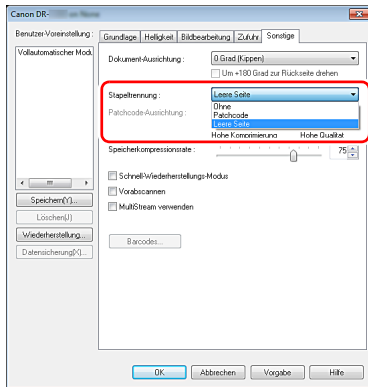 Canon DR-
Benutzer-Voreinstellung :
Vollautomatischer Modu
Speichern(Y)...
Löschen(J)
Wiederherstellung...
Datensicherung(X)...
Grundlage Helligkeit Bildbearbeitung Zufuhr Sonstige
Dokument-Ausrichtung : 0 Grad (Kippen)
Um +180 Grad zur Rückseite drehen
Stapeltrennung : Leere Seite
Ohne
Patchcode-Ausrichtung : Patchcode
Leere Seite
Hohe Komprimierung Hohe Qualitat
Speicherkompressionsrate : 75
Schnell-Wiederherstellungs-Modus
Vorabscannen
MultiStream verwenden
Barcodes...
OK Abbrechen Vorgabe Hilfe